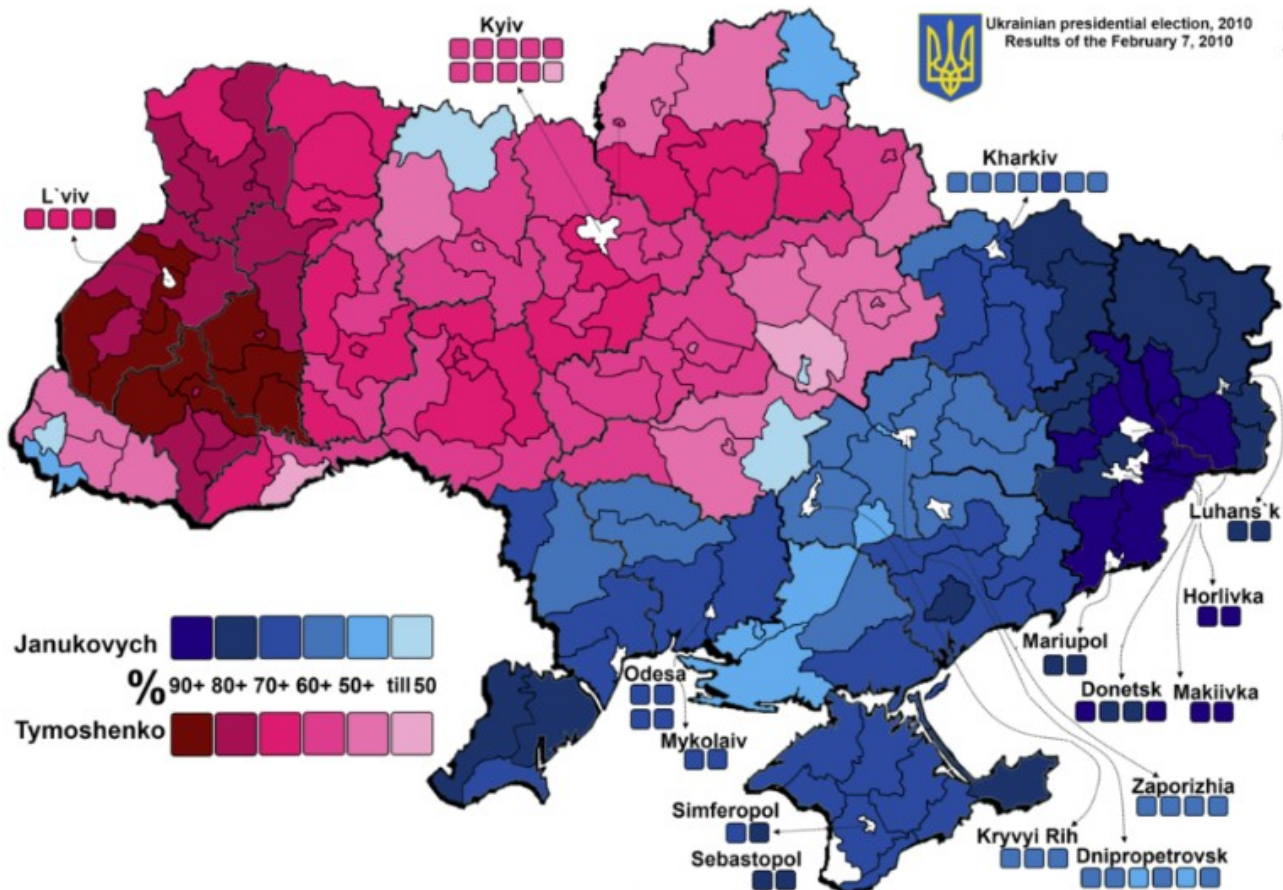 Ukrainian presidential election, 2010
Results of the February 7, 2010
Kyiv
Kharkiv
L`viv
Luhans`k
Horlivka
Mariupol
Donetsk
Makiivka
Janukovych
% 90+ 80+ 70+ 60+ 50+ till 50
Tymoshenko
Odesa
Mykolaiv
Zaporizhia
Simferopol
Sebastopol
Kryvyi Rih
Dnipropetrovsk